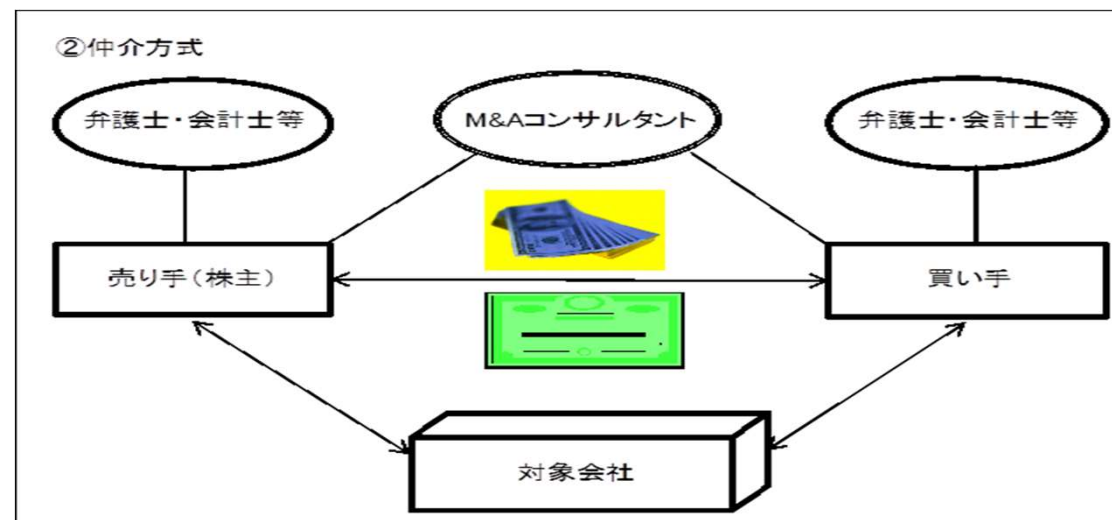 ②仲介方式
弁護士・会計士等
M&Aコンサルタント
弁護士・会計士等
売り手(株主)
買い手
対象会社